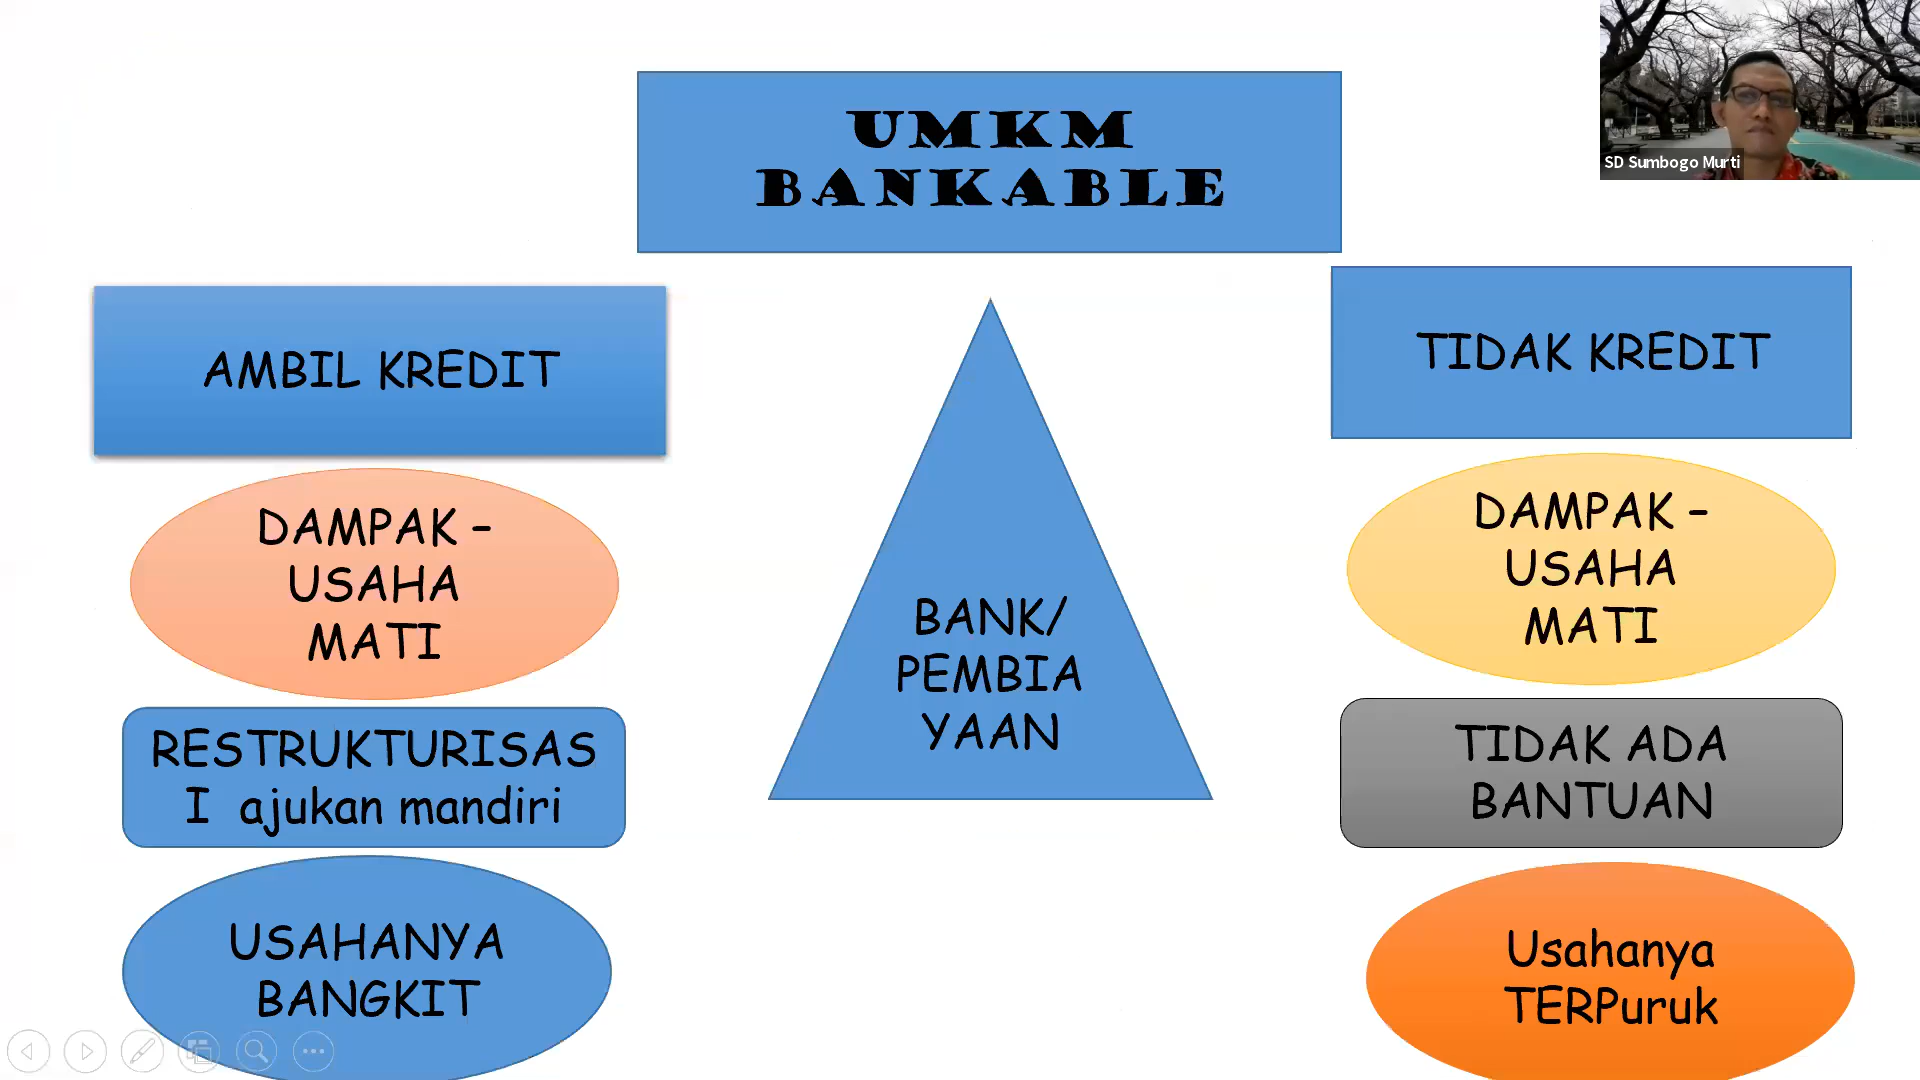 UMKM
BANKABLE
SD Sumbogo Murti
AMBIL KREDIT
DAMPAK –
USAHA
MATI
RESTRUKTURISAS
I ajukan mandiri
USAHANYA
BANGKIT
BANK/
PEMBIA
YAAN
TIDAK KREDIT
DAMPAK –
USAHA
MATI
TIDAK ADA
BANTUAN
Usahanya
TERPuruk